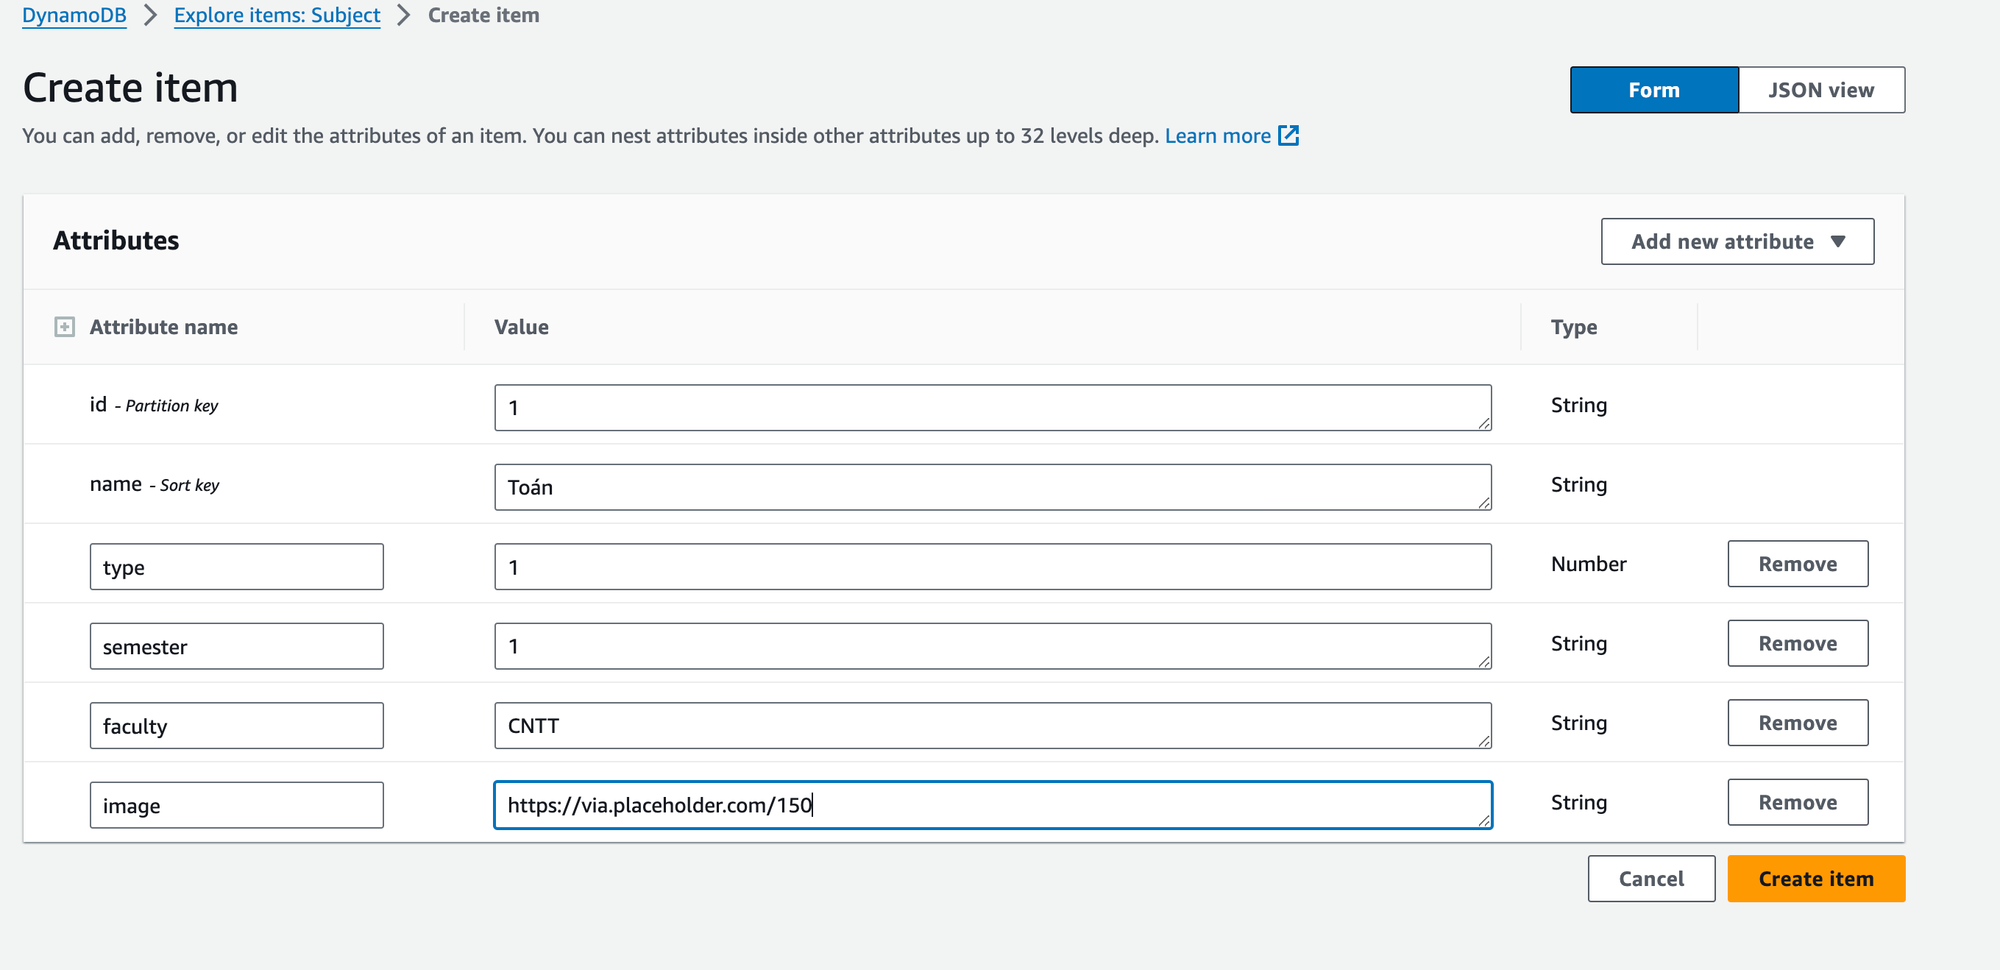 DynamoDB > Explore items: Subject > Create item
Create item
Form JSON view
You can add, remove, or edit the attributes of an item. You can nest attributes inside other attributes up to 32 levels deep. Learn more
Attributes
Add new attribute ▼
Attribute name Value Type
id - Partition key 1 String
name - Sort key Toán String
type 1 Number Remove
semester 1 String Remove
faculty CNTT String Remove
image https://via.placeholder.com/150 String Remove
Cancel Create item